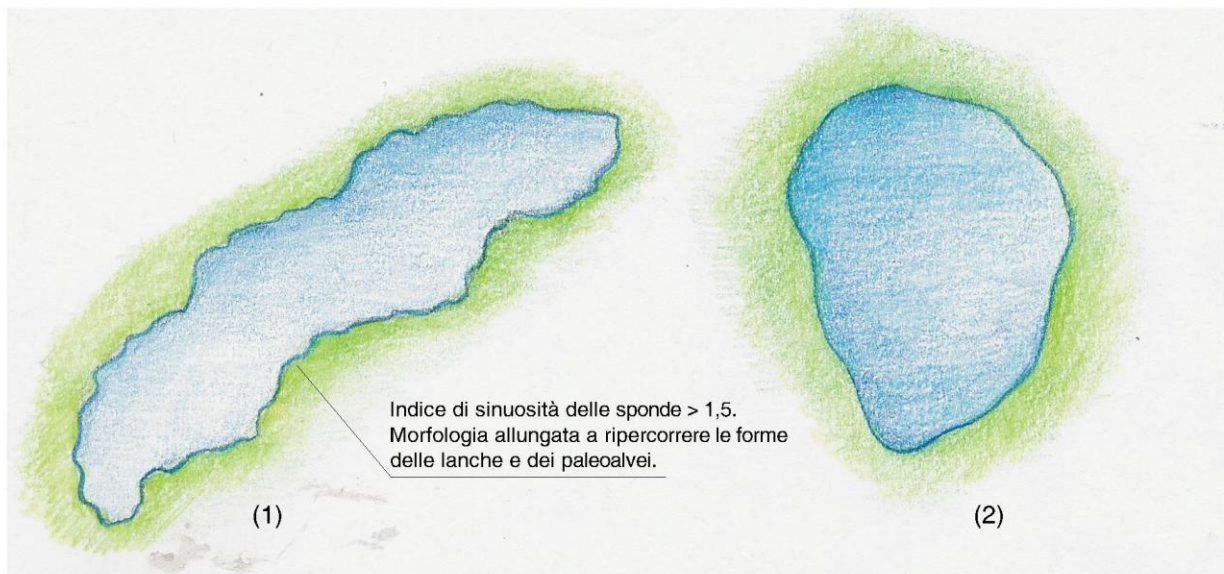 Indice di sinuosità delle sponde > 1,5.
Morfologia allungata a ripercorrere le forme
delle lanche e dei paleoalvei.
(1)
(2)